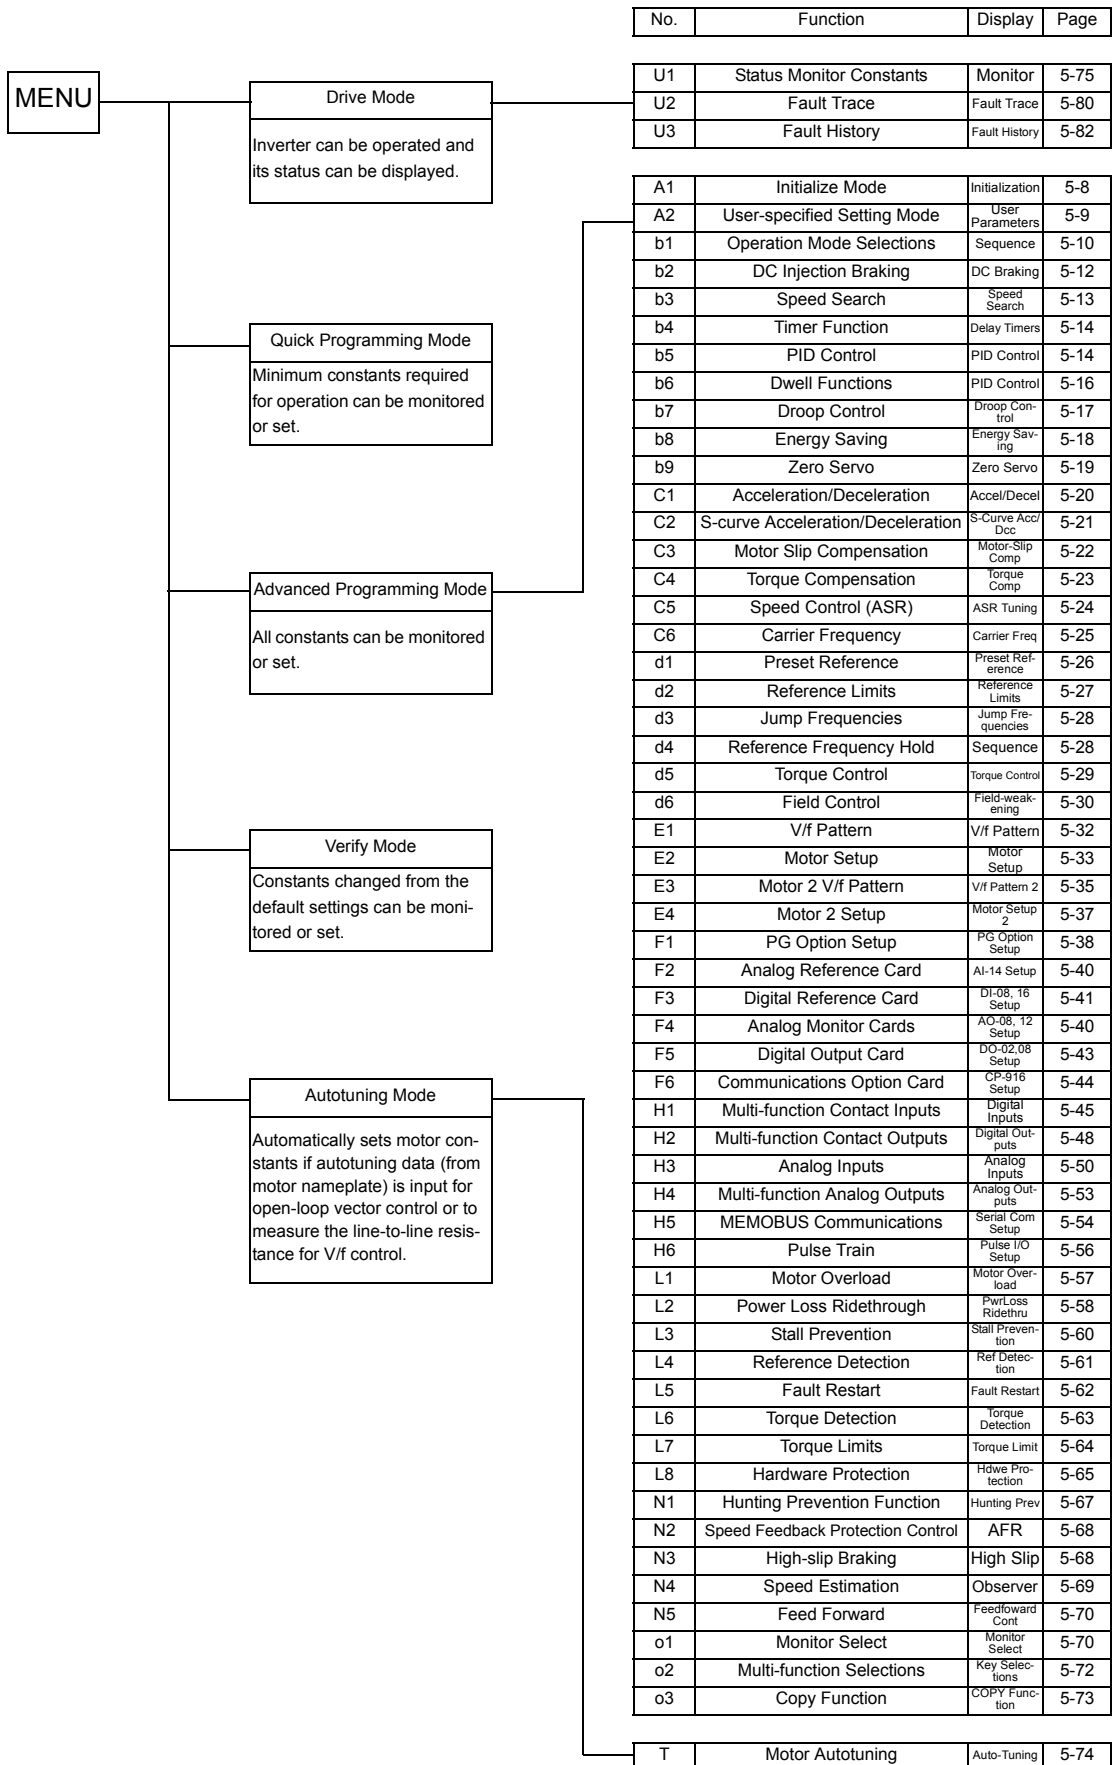 No. Function Display Page
MENU
Drive Mode
Inverter can be operated and
its status can be displayed.
Quick Programming Mode
Minimum constants required
for operation can be monitored
or set.
Advanced Programming Mode
All constants can be monitored
or set.
Verify Mode
Constants changed from the
default settings can be moni-
tored or set.
Autotuning Mode
Automatically sets motor con-
stants if autotuning data (from
motor nameplate) is input for
open-loop vector control or to
measure the line-to-line resis-
tance for V/f control.
U1 Status Monitor Constants Monitor 5-75
U2 Fault Trace Fault Trace 5-80
U3 Fault History Fault History 5-82
A1 Initialize Mode Initialization 5-8
A2 User-specified Setting Mode User
Parameters 5-9
b1 Operation Mode Selections Sequence 5-10
b2 DC Injection Braking DC Braking 5-12
b3 Speed Search Speed
Search 5-13
b4 Timer Function Delay Timers 5-14
b5 PID Control PID Control 5-14
b6 Dwell Functions PID Control 5-16
b7 Droop Control Droop Con-
trol 5-17
b8 Energy Saving Energy Sav-
ing 5-18
b9 Zero Servo Zero Servo 5-19
C1 Acceleration/Deceleration Accel/Decel 5-20
C2 S-curve Acceleration/Deceleration S-Curve Acc/
Dcc 5-21
C3 Motor Slip Compensation Motor-Slip
Comp 5-22
C4 Torque Compensation Torque
Comp 5-23
C5 Speed Control (ASR) ASR Tuning 5-24
C6 Carrier Frequency Carrier Freq 5-25
d1 Preset Reference Preset Ref-
erence 5-26
d2 Reference Limits Reference
Limits 5-27
d3 Jump Frequencies Jump Fre-
quencies 5-28
d4 Reference Frequency Hold Sequence 5-28
d5 Torque Control Torque Control 5-29
d6 Field Control Field-weak-
ening 5-30
E1 V/f Pattern V/f Pattern 5-32
E2 Motor Setup Motor
Setup 5-33
E3 Motor 2 V/f Pattern V/f Pattern 2 5-35
E4 Motor 2 Setup Motor Setup
2 5-37
F1 PG Option Setup PG Option
Setup 5-38
F2 Analog Reference Card AI-14 Setup 5-40
F3 Digital Reference Card DI-08, 16
Setup 5-41
F4 Analog Monitor Cards AO-08, 12
Setup 5-40
F5 Digital Output Card DO-02,08
Setup 5-43
F6 Communications Option Card CP-916
Setup 5-44
H1 Multi-function Contact Inputs Digital
Inputs 5-45
H2 Multi-function Contact Outputs Digital Out-
puts 5-48
H3 Analog Inputs Analog
Inputs 5-50
H4 Multi-function Analog Outputs Analog Out-
puts 5-53
H5 MEMOBUS Communications Serial Com
Setup 5-54
H6 Pulse Train Pulse I/O
Setup 5-56
L1 Motor Overload Motor Over-
load 5-57
L2 Power Loss Ridethrough PwrLoss
Ridethru 5-58
L3 Stall Prevention Stall Preven-
tion 5-60
L4 Reference Detection Ref Detec-
tion 5-61
L5 Fault Restart Fault Restart 5-62
L6 Torque Detection Torque
Detection 5-63
L7 Torque Limits Torque Limit 5-64
L8 Hardware Protection Hdwe Pro-
tection 5-65
N1 Hunting Prevention Function Hunting Prev 5-67
N2 Speed Feedback Protection Control AFR 5-68
N3 High-slip Braking High Slip 5-68
N4 Speed Estimation Observer 5-69
N5 Feed Forward Feedfoward
Cont 5-70
o1 Monitor Select Monitor
Select 5-70
o2 Multi-function Selections Key Selec-
tions 5-72
o3 Copy Function COPY Func-
tion 5-73
T Motor Autotuning Auto-Tuning 5-74